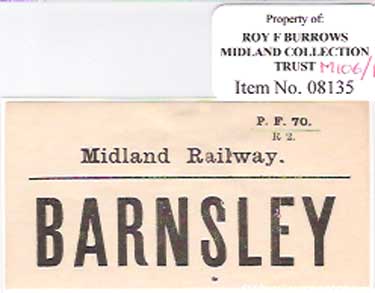 Property of:
ROY F BURROWS
MIDLAND COLLECTION
TRUST M106/1
Item No. 08135
P. F. 70.
R 2.
Midland Railway.
BARNSLEY